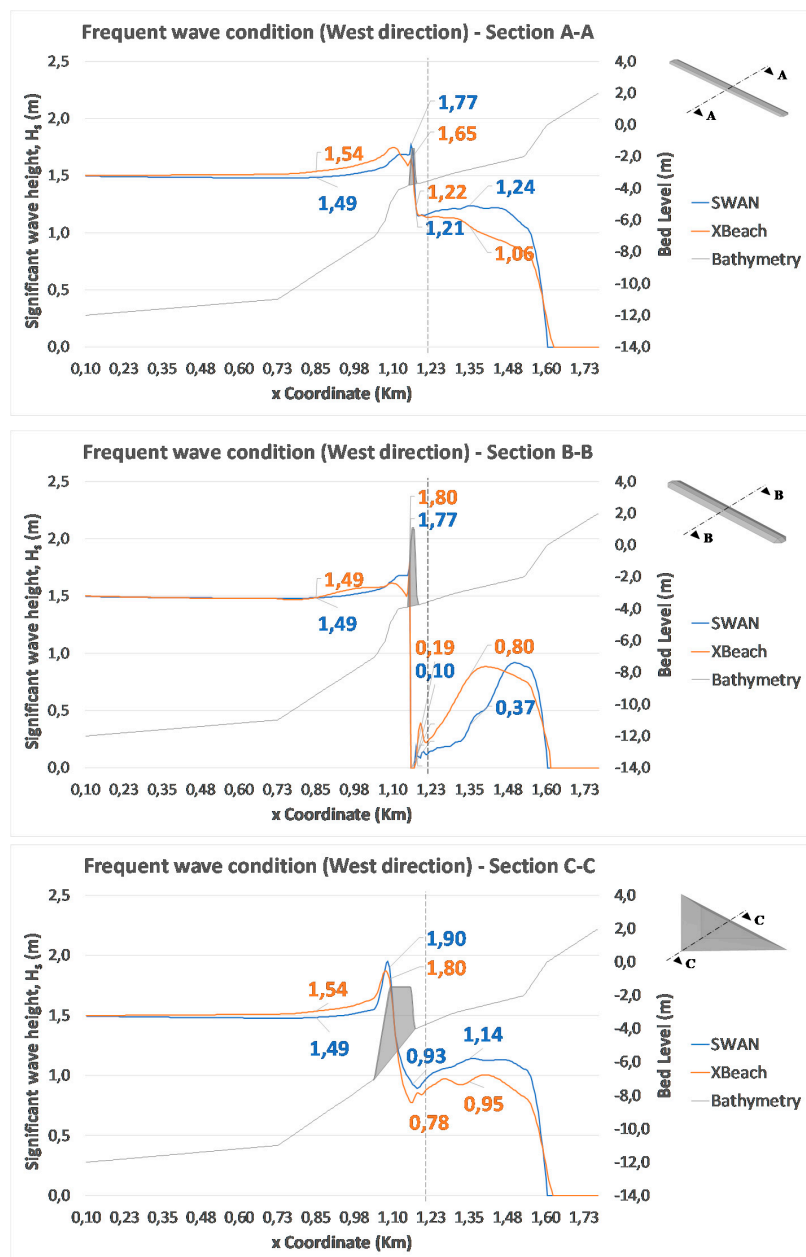 Frequent wave condition (West direction) - Section A-A
Significant wave height, Hs (m)
2,5
2,0
1,5
1,0
0,5
0,0
1,77
1,65
1,54
1,49
1,22
1,24
1,21
1,06
4,0
2,0
0,0
-2,0
-4,0
-6,0
-8,0
-10,0
-12,0
-14,0
Bed Level (m)
0,10 0,23 0,35 0,48 0,60 0,73 0,85 0,98 1,10 1,23 1,35 1,48 1,60 1,73
x Coordinate (Km)
A
A
SWAN
XBeach
Bathymetry
Frequent wave condition (West direction) - Section B-B
Significant wave height, Hs (m)
2,5
2,0
1,5
1,0
0,5
0,0
1,80
1,77
1,49
1,49
0,19
0,80
0,10
0,37
4,0
2,0
0,0
-2,0
-4,0
-6,0
-8,0
-10,0
-12,0
-14,0
Bed Level (m)
0,10 0,23 0,35 0,48 0,60 0,73 0,85 0,98 1,10 1,23 1,35 1,48 1,60 1,73
x Coordinate (Km)
B
B
SWAN
XBeach
Bathymetry
Frequent wave condition (West direction) - Section C-C
Significant wave height, Hs (m)
2,5
2,0
1,5
1,0
0,5
0,0
1,90
1,80
1,54
1,49
0,93
1,14
0,78
0,95
4,0
2,0
0,0
-2,0
-4,0
-6,0
-8,0
-10,0
-12,0
-14,0
Bed Level (m)
0,10 0,23 0,35 0,48 0,60 0,73 0,85 0,98 1,10 1,23 1,35 1,48 1,60 1,73
x Coordinate (Km)
C
C
SWAN
XBeach
Bathymetry